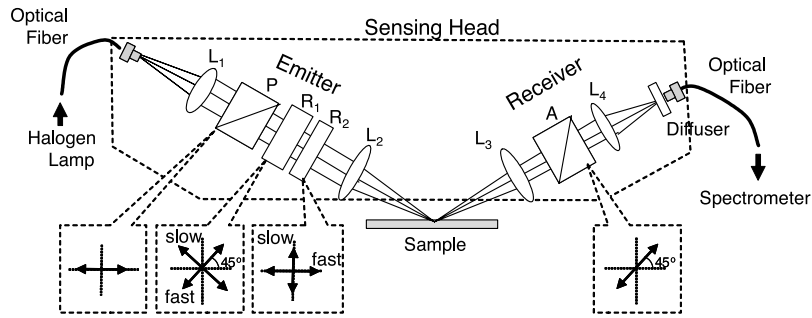 Optical
Fiber
Sensing Head
L1
Emitter
P
R1
R2
L2
Halogen
Lamp
Receiver
L3
A
L4
Diffuser
Optical
Fiber
Spectrometer
Sample
slow
45°
fast
slow
fast
45°